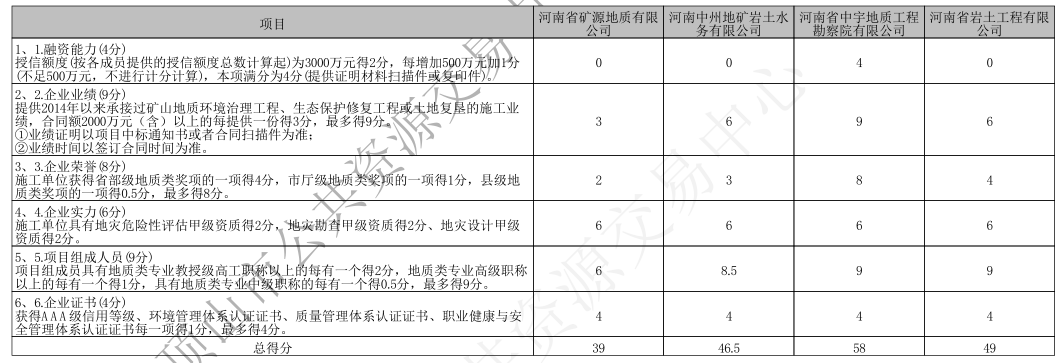 项目 河南省矿源地质有限公司 河南中州地矿岩土水务有限公司 河南省中宇地质工程勘察院有限公司 河南省岩土工程有限公司
1、1.融资能力(4分)
授信额度(按各成员提供的授信额度总数计算起)为3000万元得2分，每增加500万元加1分
(不足500万元，不进行计分计算)，本项满分为4分(提供证明材料扫描件或复印件)。
0 0 4 0
2、2.企业业绩(9分)
提供2014年以来承接过矿山地质环境治理工程、生态保护修复工程或土地复垦的施工业
绩，合同额2000万元（含）以上的每提供一份得3分，最多得9分。
①业绩证明以项目中标通知书或者合同扫描件为准；
②业绩时间以签订合同时间为准。
3 6 9 6
3、3.企业荣誉(8分)
施工单位获得省部级地质类奖项的一项得4分，市厅级地质类奖项的一项得1分，县级地
质类奖项的一项得0.5分，最多得8分。
2 3 8 4
4、4.企业实力(6分)
施工单位具有地灾危险性评估甲级资质得2分，地灾勘查甲级资质得2分、地灾设计甲级
资质得2分。
6 6 6 6
5、5.项目组成人员(9分)
项目组成员具有地质类专业教授级高工职称以上的每有一个得2分，地质类专业高级职称
以上的每有一个得1分，具有地质类专业中级职称的每有一个得0.5分，最多得9分。
6 8.5 9 9
6、6.企业证书(4分)
获得AAA级信用等级、环境管理体系认证证书、质量管理体系认证证书、职业健康与安
全管理体系认证证书每一项得1分，最多得4分。
4 4 4 4
总得分 39 46.5 58 49
顶山市公共资源交易中
共资源交易中心